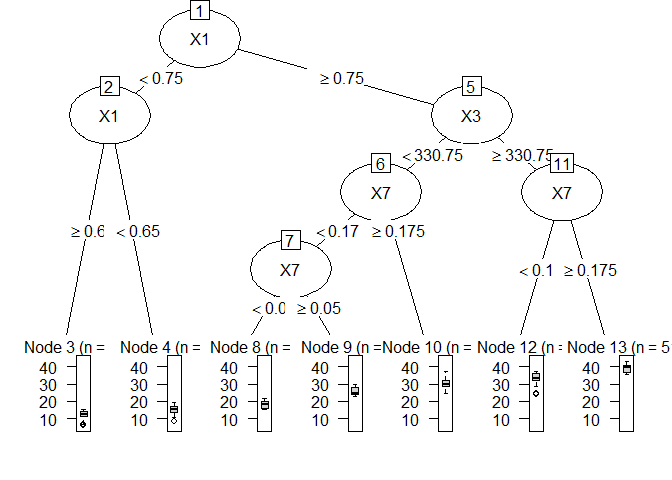 1
X1
< 0.75
≥ 0.75
2
X1
5
X3
< 330.75
≥ 330.75
6
X7
11
X7
≥ 0.6
< 0.65
< 0.17
≥ 0.175
7
X7
< 0.1
≥ 0.175
< 0.0
≥ 0.05
Node 3 (n =
Node 4 (n =
Node 8 (n =
Node 9 (n =
Node 10 (n =
Node 12 (n =
Node 13 (n = 5
40 40 40 40 40 40 40
30 30 30 30 30 30 30
20 20 20 20 20 20 20
10 10 10 10 10 10 10